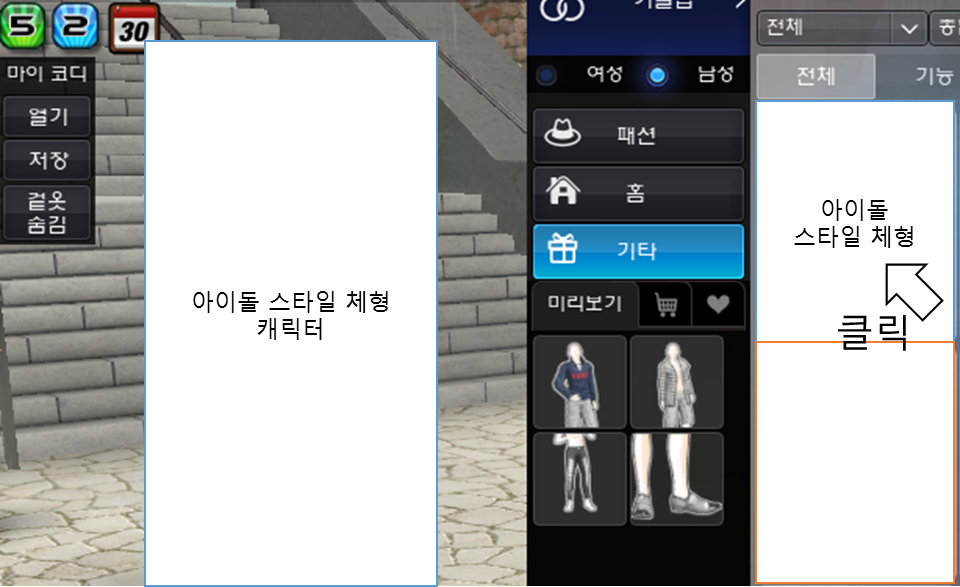 5
2
30
마이 코디
열기
저장
겉옷
숨김
아이돌 스타일 체형
캐릭터
여성
남성
패션
홈
기타
미리보기
전체
전체
기능
아이돌
스타일 체형
클릭